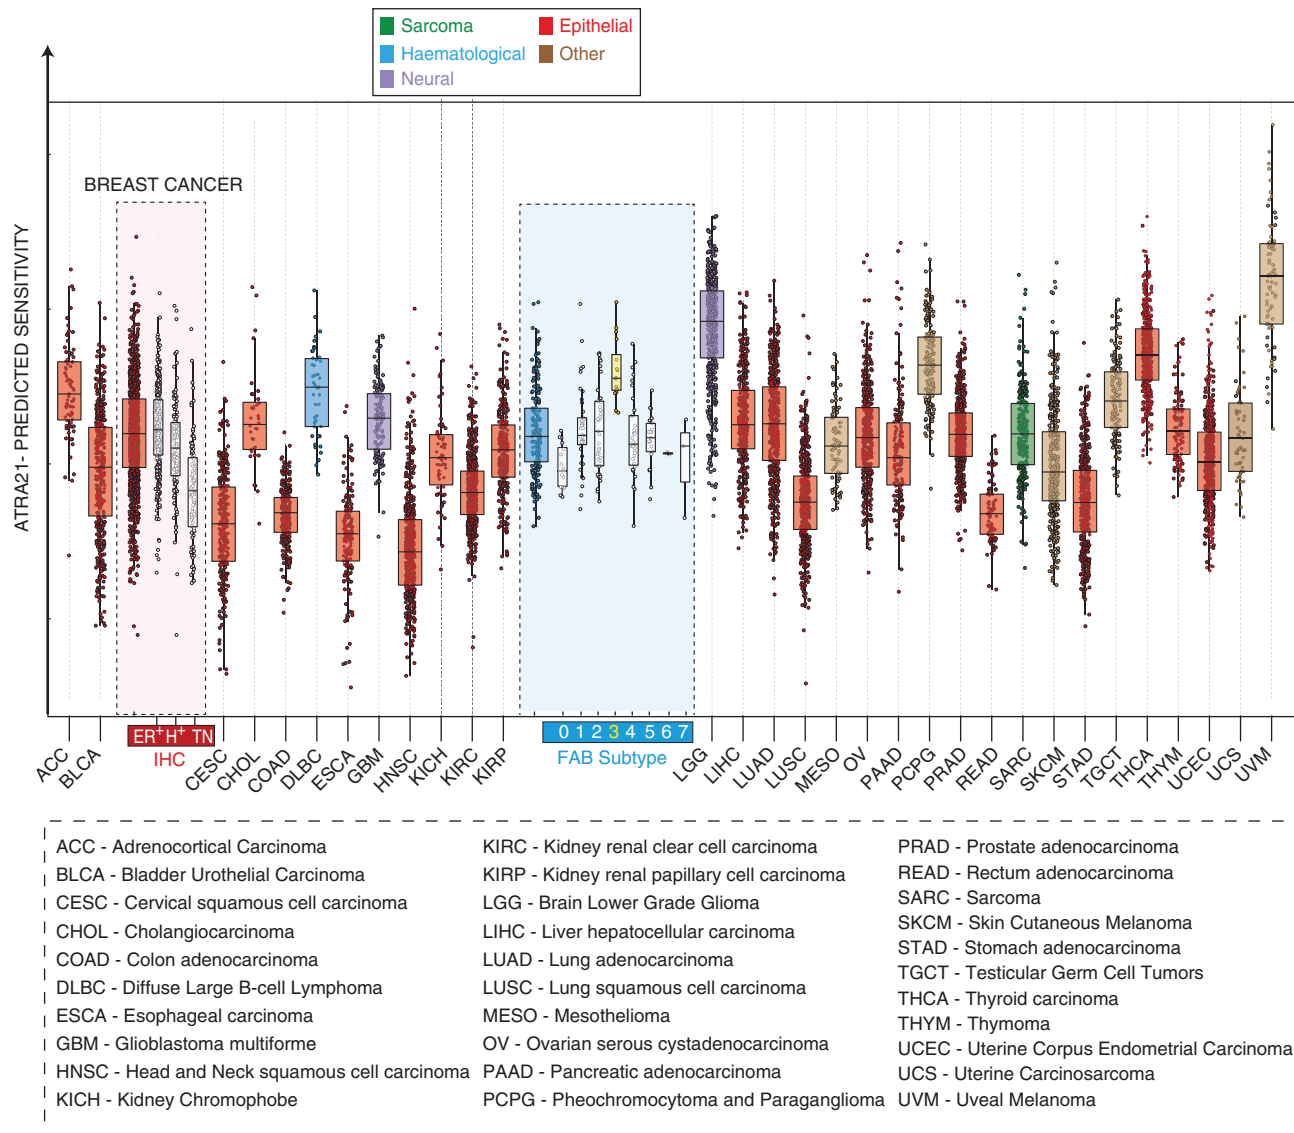 Sarcoma
Epithelial
Haematological
Other
Neural
BREAST CANCER
ATRA21- PREDICTED SENSITIVITY
ER+ H+ TN
IHC
0 1 2 3 4 5 6 7
FAB Subtype
ACC
BLCA
CESC
CHOL
COAD
DLBC
ESCA
GBM
HNSC
KICH
KIRC
KIRP
LGG
LIHC
LUAD
LUSC
MESO
OV
PAAD
PCPG
PRAD
READ
SARC
SKCM
STAD
TGCT
THCA
THYM
UCEC
UCS
UVM
ACC - Adrenocortical Carcinoma
BLCA - Bladder Urothelial Carcinoma
CESC - Cervical squamous cell carcinoma
CHOL - Cholangiocarcinoma
COAD - Colon adenocarcinoma
DLBC - Diffuse Large B-cell Lymphoma
ESCA - Esophageal carcinoma
GBM - Glioblastoma multiforme
HNSC - Head and Neck squamous cell carcinoma
KICH - Kidney Chromophobe
KIRC - Kidney renal clear cell carcinoma
KIRP - Kidney renal papillary cell carcinoma
LGG - Brain Lower Grade Glioma
LIHC - Liver hepatocellular carcinoma
LUAD - Lung adenocarcinoma
LUSC - Lung squamous cell carcinoma
MESO - Mesothelioma
OV - Ovarian serous cystadenocarcinoma
PAAD - Pancreatic adenocarcinoma
PCPG - Pheochromocytoma and Paraganglioma
PRAD - Prostate adenocarcinoma
READ - Rectum adenocarcinoma
SARC - Sarcoma
SKCM - Skin Cutaneous Melanoma
STAD - Stomach adenocarcinoma
TGCT - Testicular Germ Cell Tumors
THCA - Thyroid carcinoma
THYM - Thymoma
UCEC - Uterine Corpus Endometrial Carcinoma
UCS - Uterine Carcinosarcoma
UVM - Uveal Melanoma